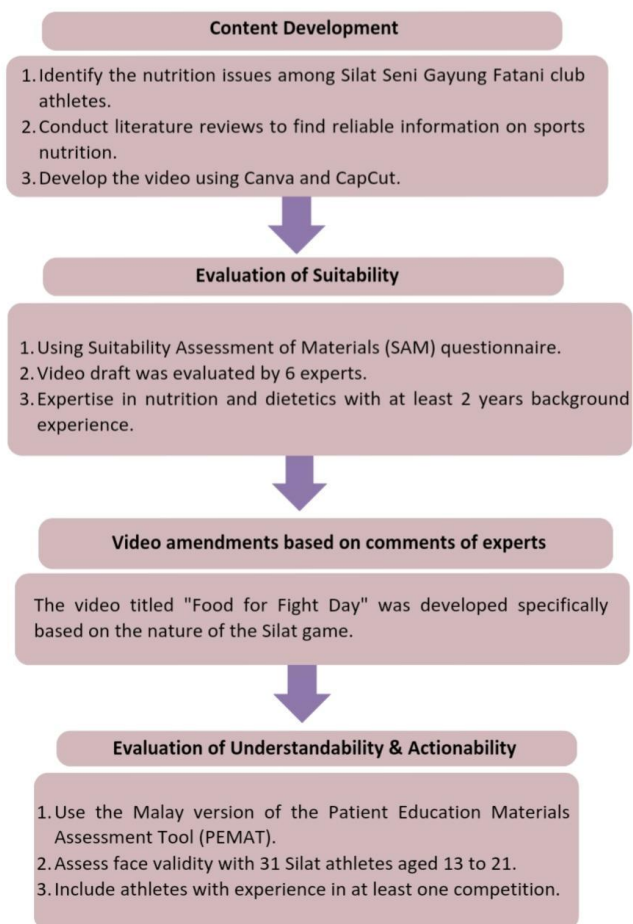 Content Development
1. Identify the nutrition issues among Silat Seni Gayung Fatani club
athletes.
2. Conduct literature reviews to find reliable information on sports
nutrition.
3. Develop the video using Canva and CapCut.
Evaluation of Suitability
1. Using Suitability Assessment of Materials (SAM) questionnaire.
2. Video draft was evaluated by 6 experts.
3. Expertise in nutrition and dietetics with at least 2 years background
experience.
Video amendments based on comments of experts
The video titled "Food for Fight Day" was developed specifically
based on the nature of the Silat game.
Evaluation of Understandability & Actionability
1. Use the Malay version of the Patient Education Materials
Assessment Tool (PEMAT).
2. Assess face validity with 31 Silat athletes aged 13 to 21.
3. Include athletes with experience in at least one competition.